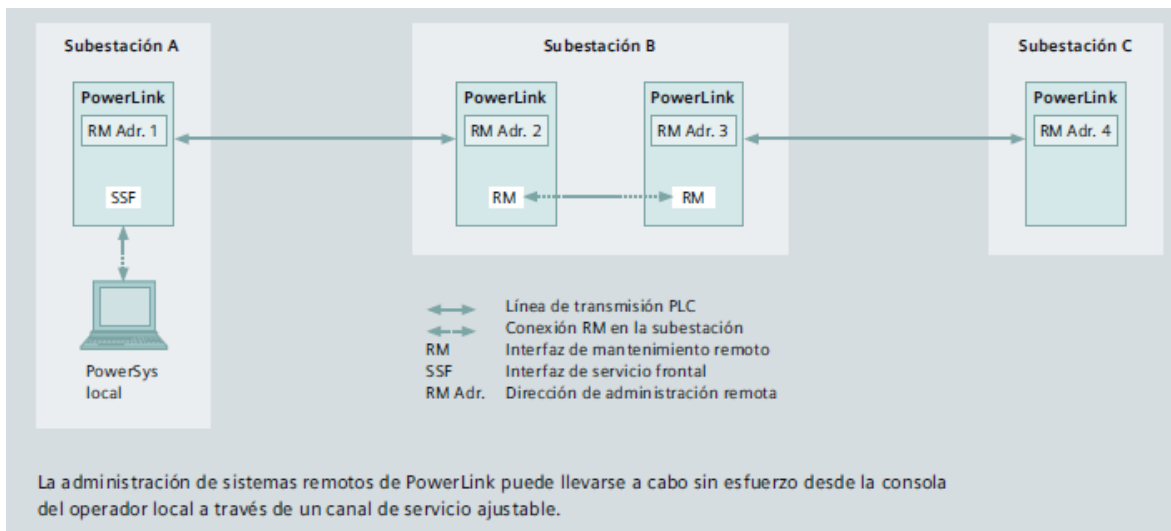 Subestación A
Subestación B
Subestación C
PowerLink
PowerLink
PowerLink
PowerLink
RM Adr. 1
RM Adr. 2
RM Adr. 3
RM Adr. 4
SSF
RM
RM
PowerSys
local
Línea de transmisión PLC
Conexión RM en la subestación
RM Interfaz de mantenimiento remoto
SSF Interfaz de servicio frontal
RM Adr. Dirección de administración remota
La administración de sistemas remotos de PowerLink puede llevarse a cabo sin esfuerzo desde la consola
del operador local a través de un canal de servicio ajustable.